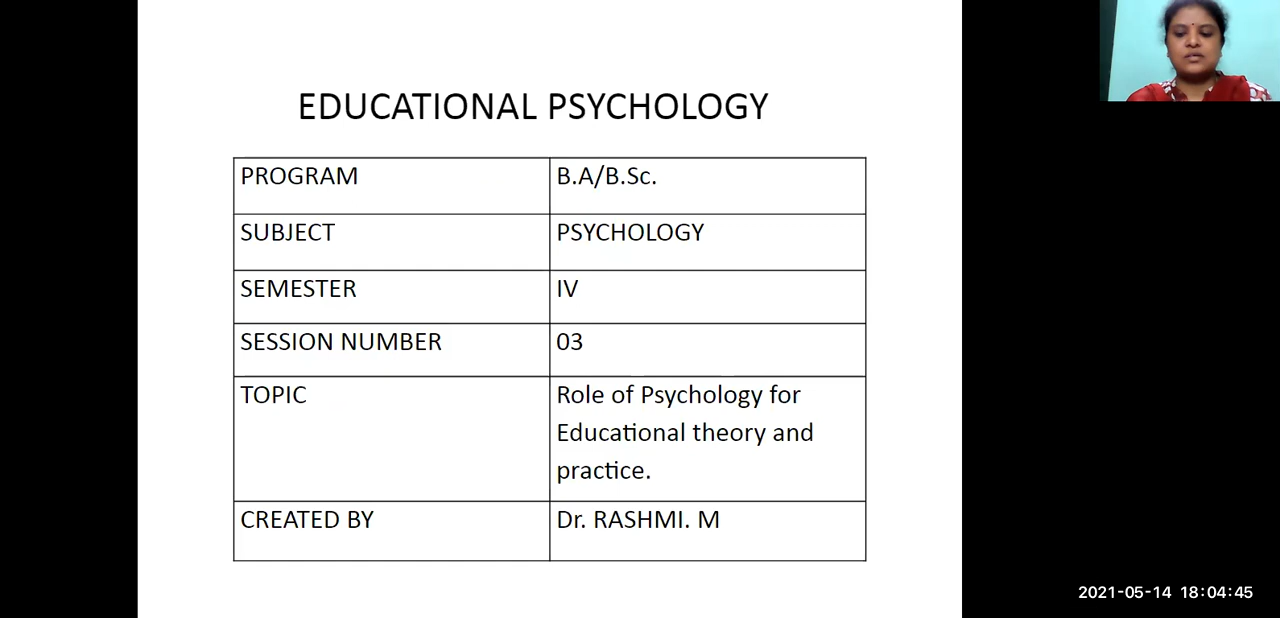 EDUCATIONAL PSYCHOLOGY
PROGRAM B.A/B.Sc.
SUBJECT PSYCHOLOGY
SEMESTER IV
SESSION NUMBER 03
TOPIC Role of Psychology for
Educational theory and
practice.
CREATED BY Dr. RASHMI. M
2021-05-14 18:04:45